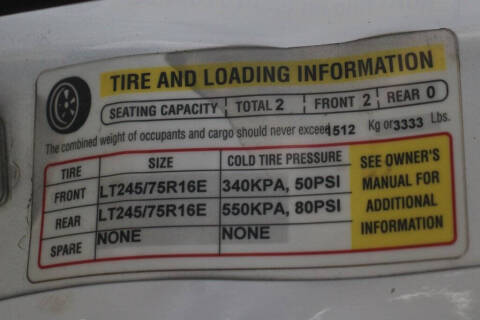 TIRE AND LOADING INFORMATION
SEATING CAPACITY TOTAL 2 FRONT 2 REAR 0
The combined weight of occupants and cargo should never exceed 1512 Kg or 3333 Lbs.
TIRE SIZE COLD TIRE PRESSURE
FRONT LT245/75R16E 340KPA, 50PSI
REAR LT245/75R16E 550KPA, 80PSI
SPARE NONE NONE
SEE OWNER'S
MANUAL FOR
ADDITIONAL
INFORMATION